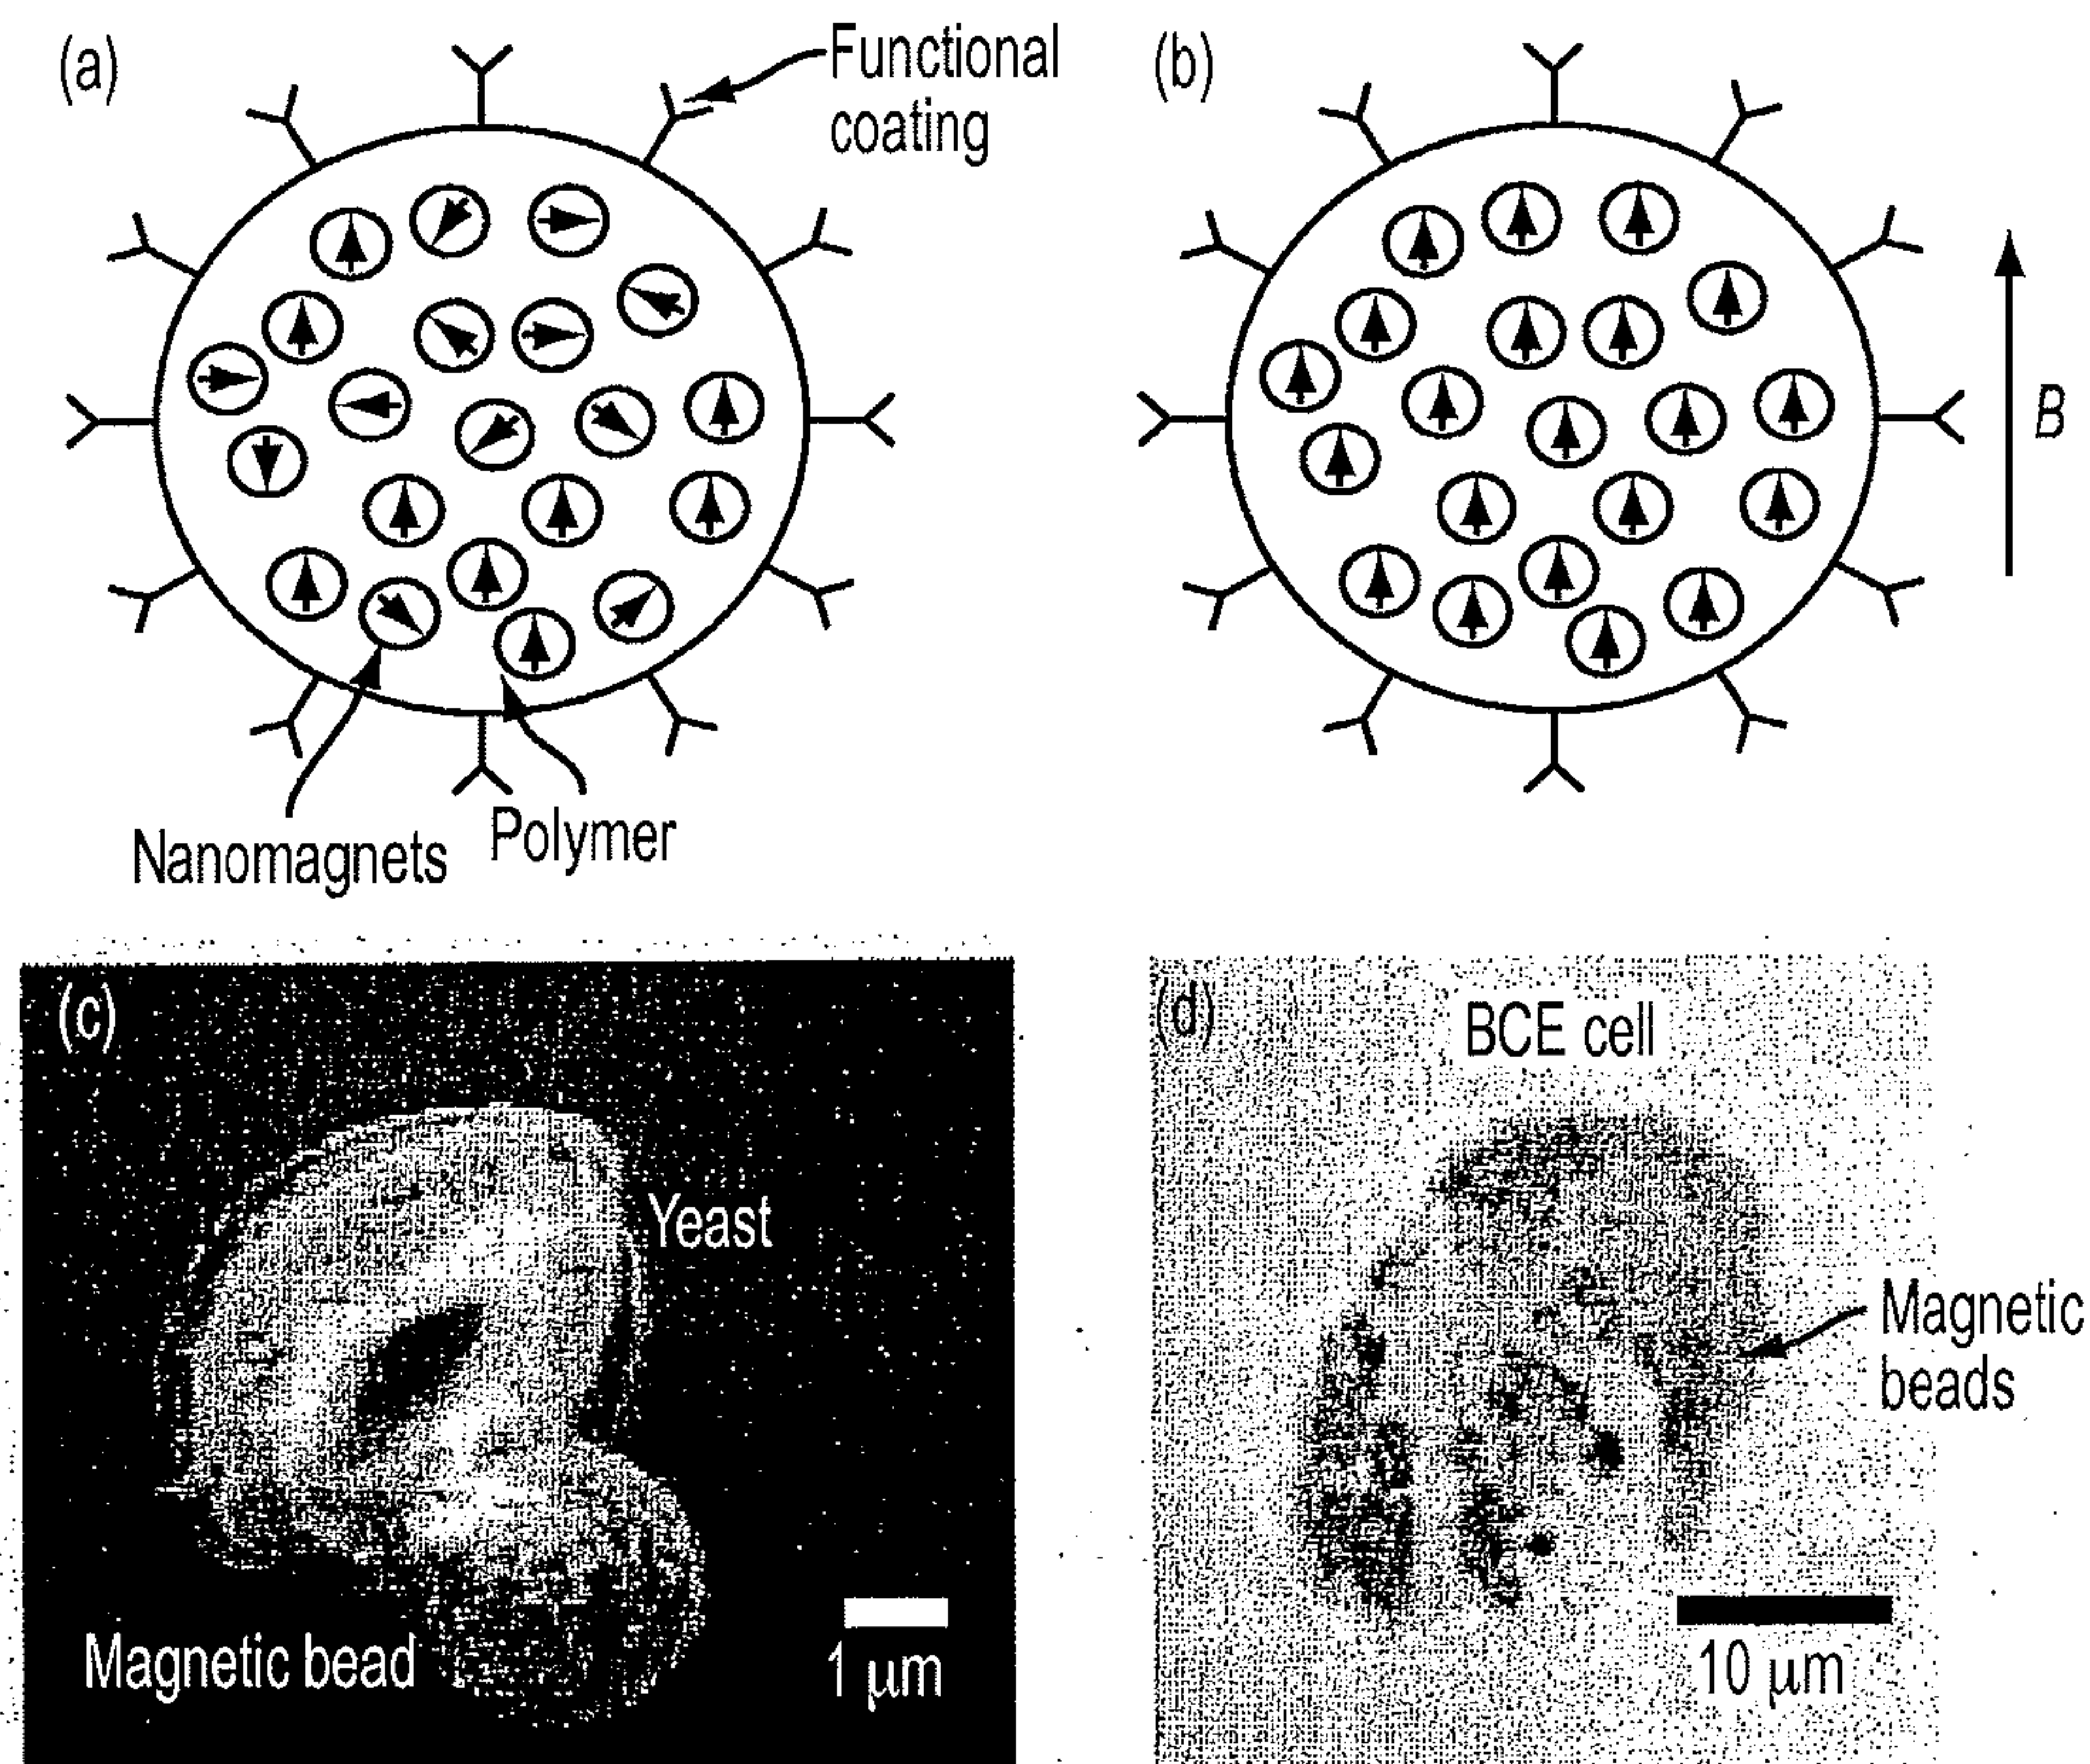 (a)
Functional
coating
(b)
B
Nanomagnets
Polymer
(c)
Yeast
Magnetic bead
1 μm
(d)
BCE cell
Magnetic
beads
10 μm